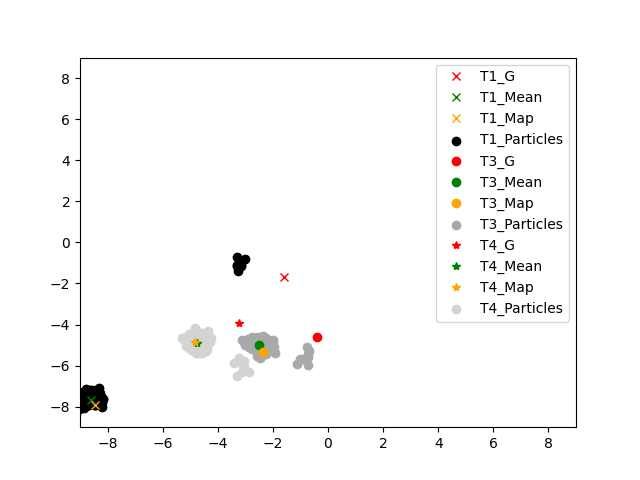 8
6
4
2
0
−2
−4
−6
−8
−8
−6
−4
−2
0
2
4
6
8
T1_G
T1_Mean
T1_Map
T1_Particles
T3_G
T3_Mean
T3_Map
T3_Particles
T4_G
T4_Mean
T4_Map
T4_Particles